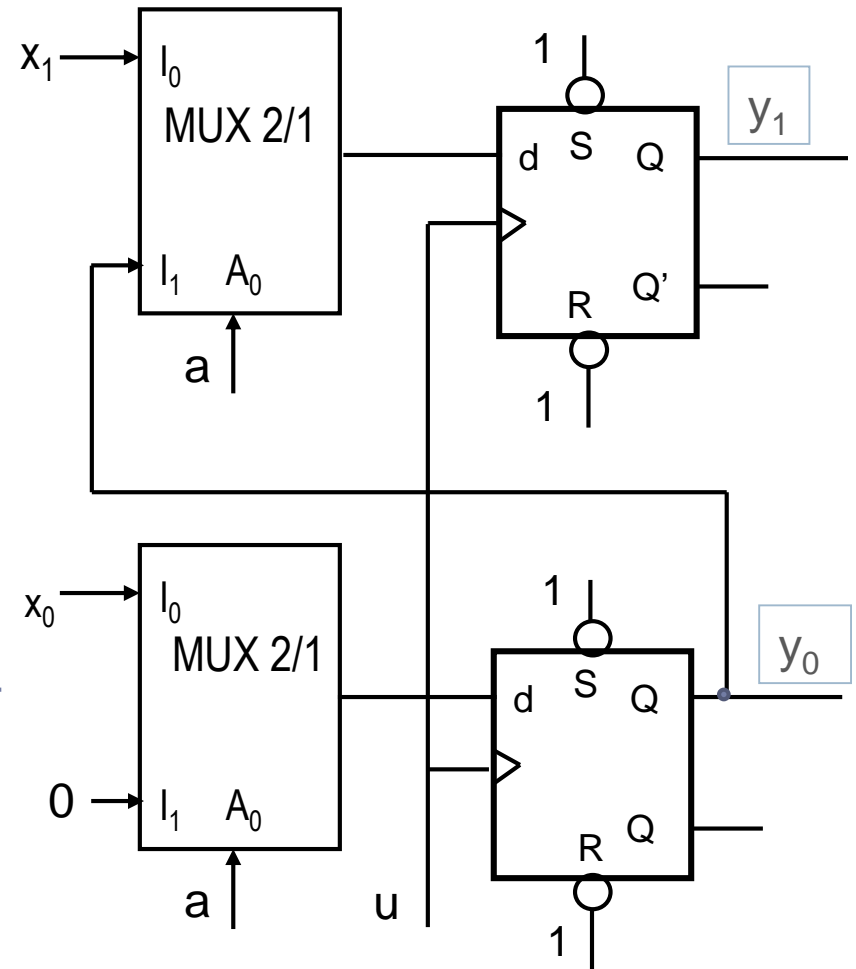 1
x₁
I₀
MUX 2/1
y₁
d S Q
I₁ A₀
Q’
R
a
1
1
x₀
I₀
MUX 2/1
y₀
d S Q
0
I₁ A₀
Q
R
a
u
1